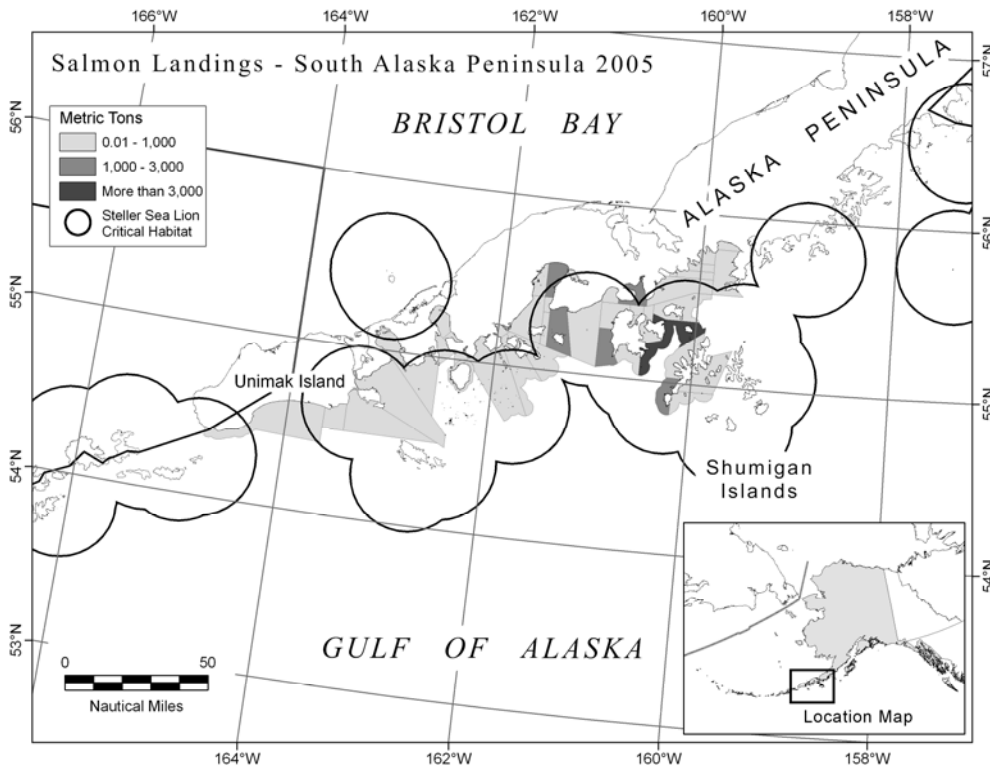 166°W 164°W 162°W 160°W 158°W
57°N
Salmon Landings - South Alaska Peninsula 2005
Metric Tons
0.01 - 1,000
1,000 - 3,000
More than 3,000
Steller Sea Lion
Critical Habitat
BRISTOL BAY
ALASKA PENINSULA
56°N
56°N
55°N
Unimak Island
55°N
54°N
Shumigan
Islands
54°N
53°N
GULF OF ALASKA
0 50
Nautical Miles
Location Map
164°W 162°W 160°W 158°W